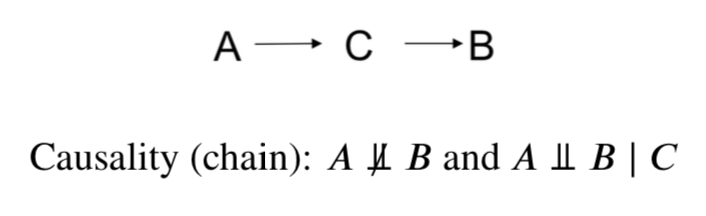 A ⟶ C ⟶ B
Causality (chain): A ⫫̸ B and A ⫫ B | C